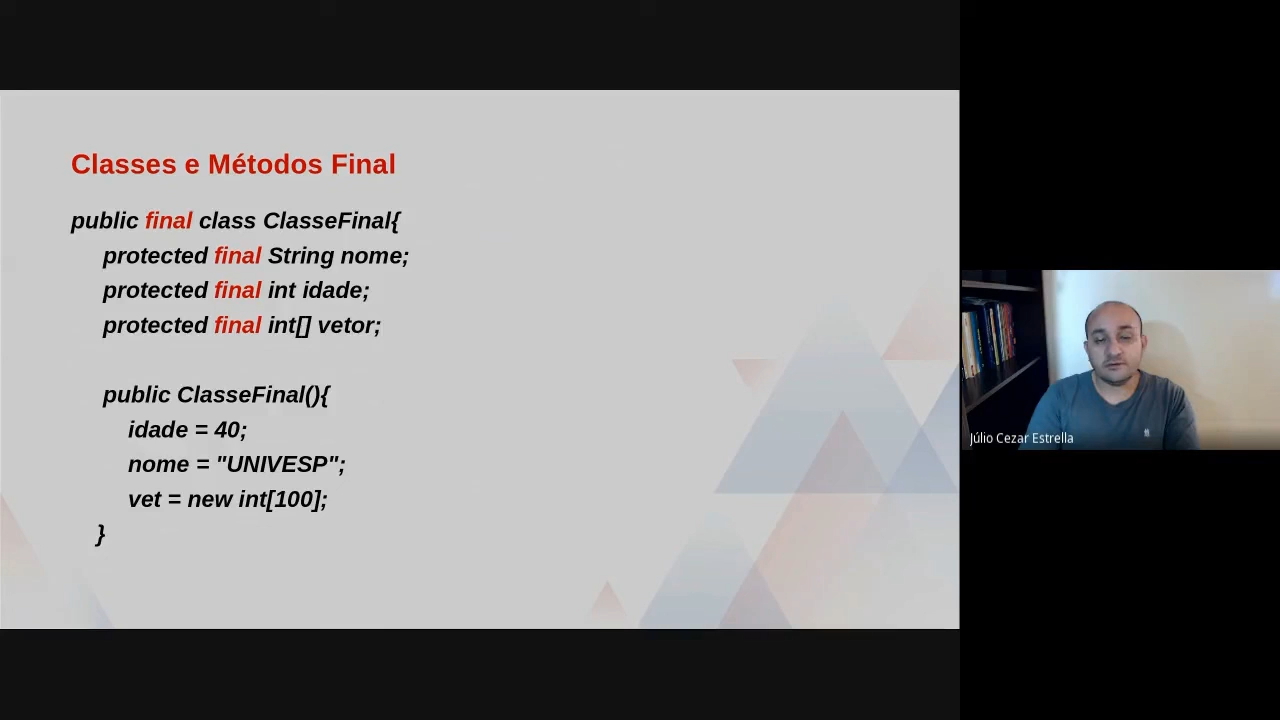 Classes e Métodos Final
public final class ClasseFinal{
protected final String nome;
protected final int idade;
protected final int[] vetor;
public ClasseFinal(){
idade = 40;
nome = "UNIVESP";
vet = new int[100];
}
Júlio Cezar Estrella